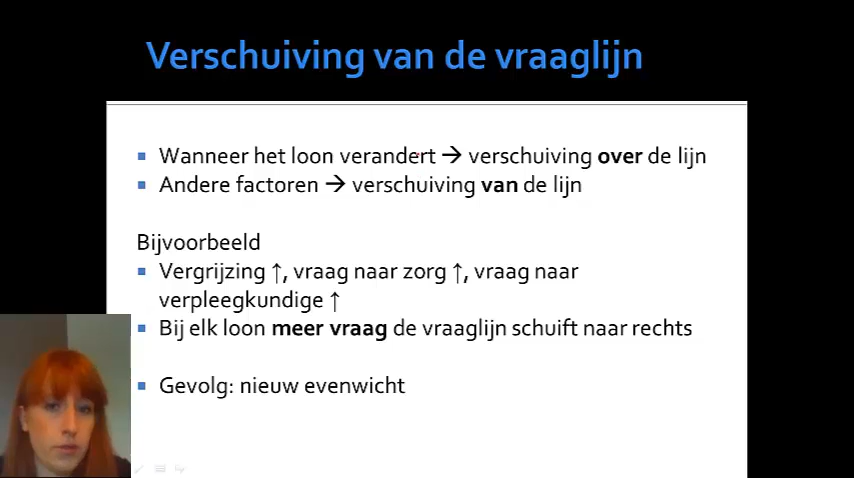 Verschuiving van de vraaglijn
Wanneer het loon verandert → verschuiving over de lijn
Andere factoren → verschuiving van de lijn
Bijvoorbeeld
Vergrijzing ↑, vraag naar zorg ↑, vraag naar
verpleegkundige ↑
Bij elk loon meer vraag de vraaglijn schuift naar rechts
Gevolg: nieuw evenwicht